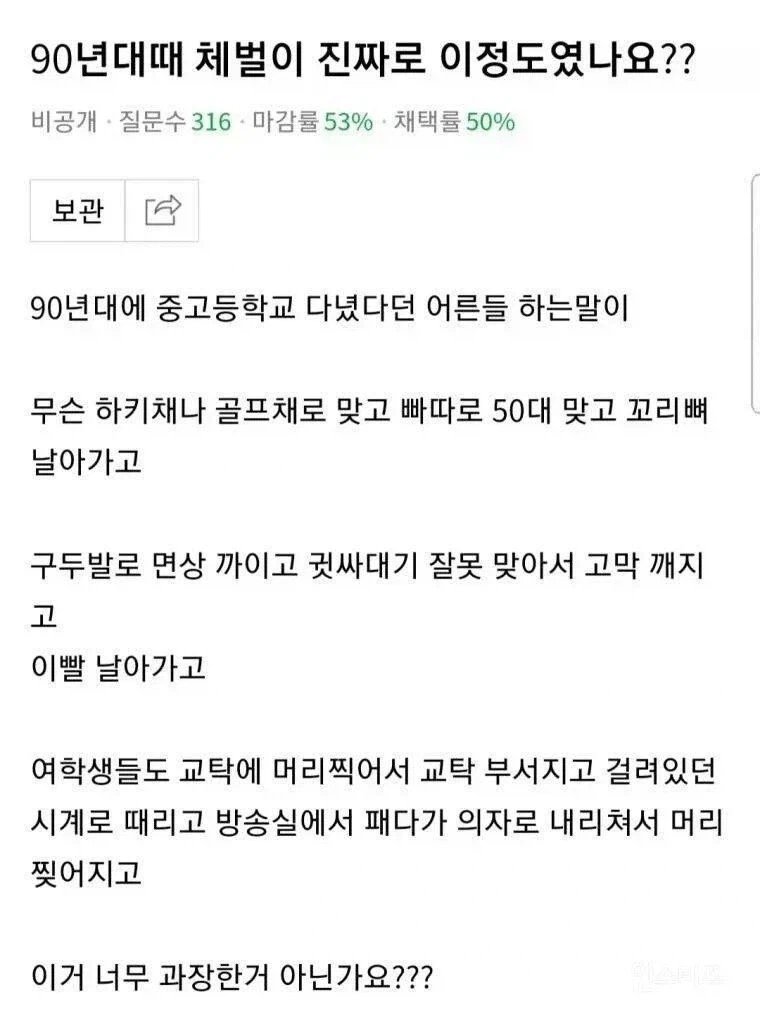 90년대때 체벌이 진짜로 이정도였나요??
비공개 · 질문수 316 · 마감률 53% · 채택률 50%
보관
90년대에 중고등학교 다녔다던 어른들 하는말이
무슨 하키채나 골프채로 맞고 빠따로 50대 맞고 꼬리뼈
날아가고
구두발로 면상 까이고 귓싸대기 잘못 맞아서 고막 깨지
고
이빨 날아가고
여학생들도 교탁에 머리찍어서 교탁 부서지고 걸려있던
시계로 때리고 방송실에서 패다가 의자로 내리쳐서 머리
찢어지고
이거 너무 과장한거 아닌가요???
인스티즈